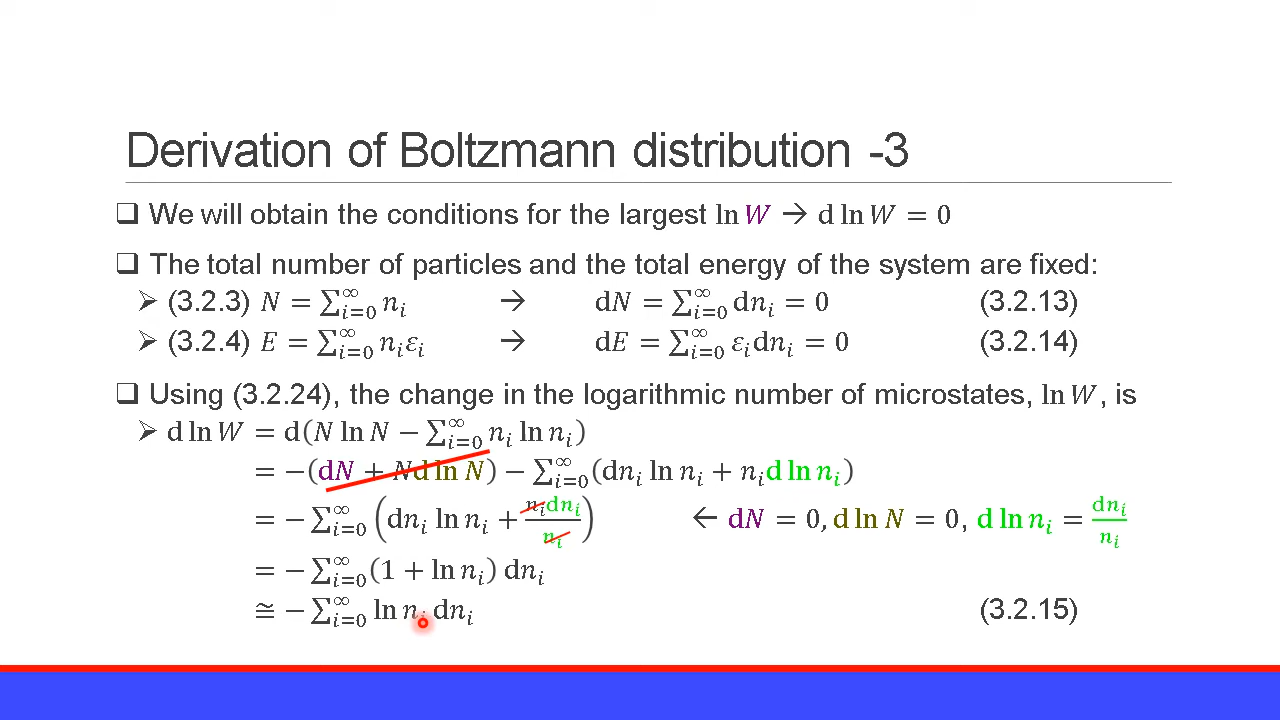 Derivation of Boltzmann distribution -3
❑ We will obtain the conditions for the largest ln W → d ln W = 0
❑ The total number of particles and the total energy of the system are fixed:
➢ (3.2.3) N = ∑_{i=0}^{∞} n_i → dN = ∑_{i=0}^{∞} dn_i = 0 (3.2.13)
➢ (3.2.4) E = ∑_{i=0}^{∞} n_i ε_i → dE = ∑_{i=0}^{∞} ε_i dn_i = 0 (3.2.14)
❑ Using (3.2.24), the change in the logarithmic number of microstates, ln W, is
➢ d ln W = d(N ln N − ∑_{i=0}^{∞} n_i ln n_i)
= −(dN + Nd ln N) − ∑_{i=0}^{∞} (dn_i ln n_i + n_i d ln n_i)
= − ∑_{i=0}^{∞} (dn_i ln n_i + \frac{n_i dn_i}{n_i}) ← dN = 0, d ln N = 0, d ln n_i = \frac{dn_i}{n_i}
= − ∑_{i=0}^{∞} (1 + ln n_i) dn_i
≅ − ∑_{i=0}^{∞} ln n_i dn_i (3.2.15)